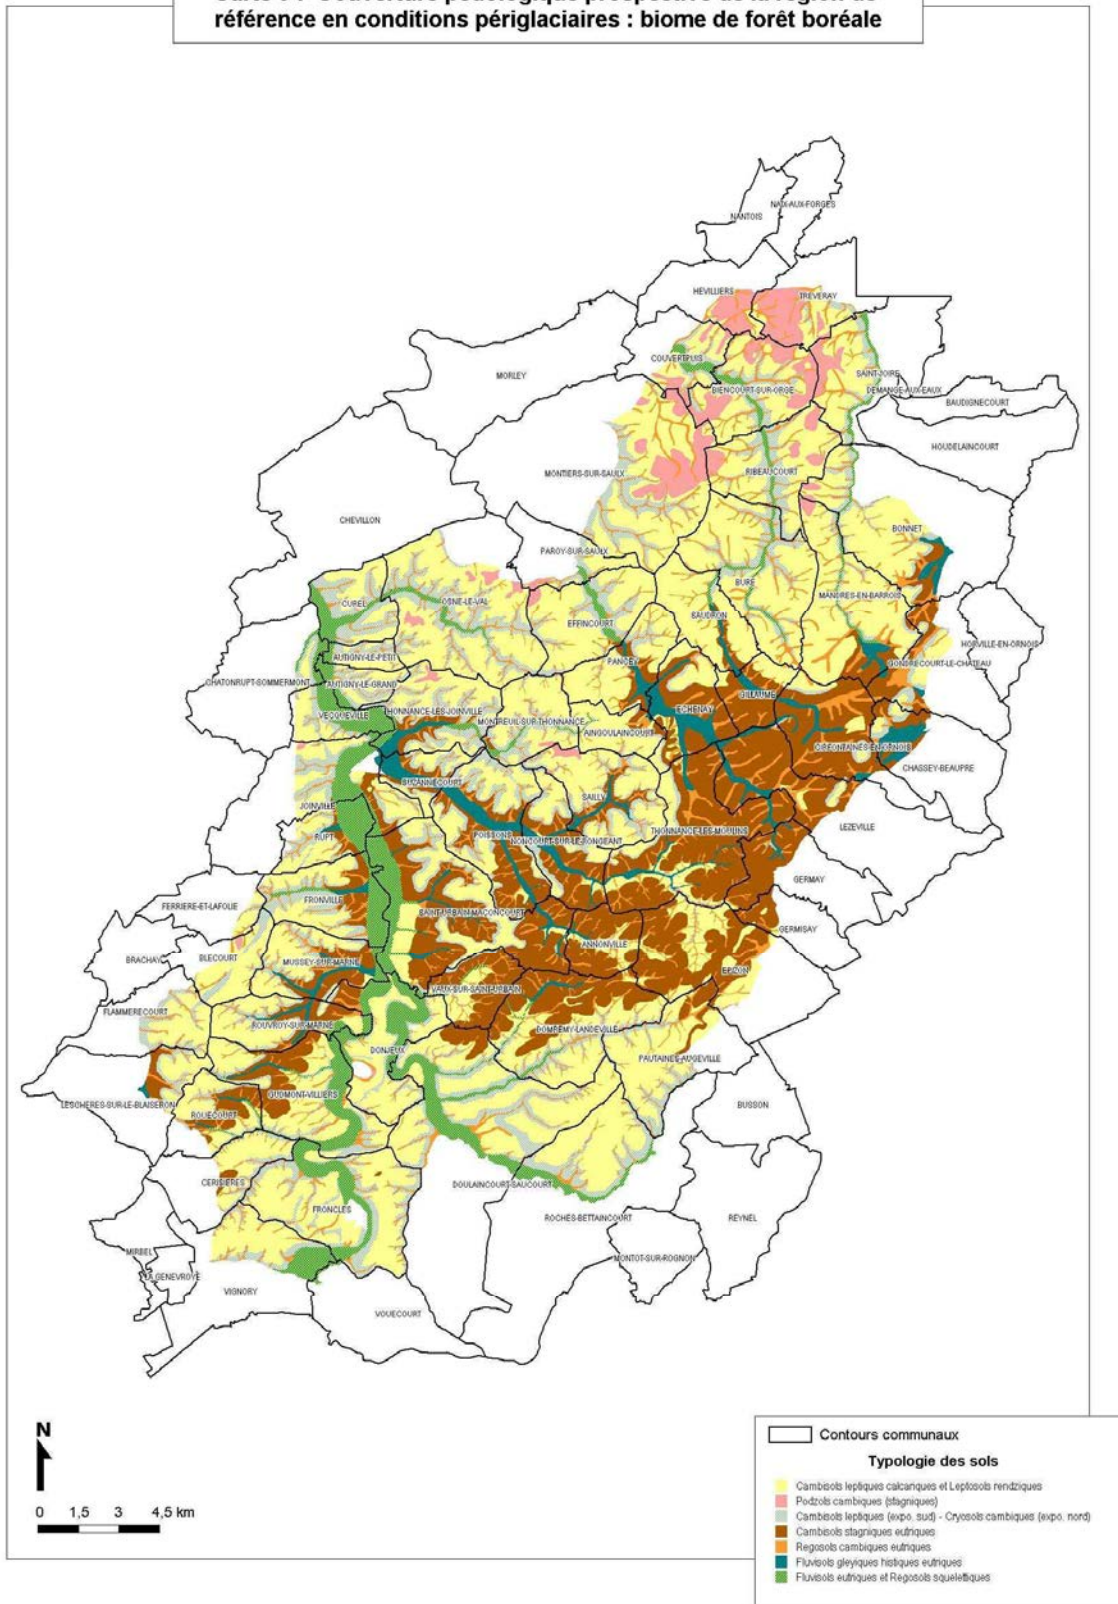 référence en conditions périglaciaires : biome de forêt boréale
NAIX-AUX-FORGES
NANTOIS
HEVILLIERS
TREVERAY
COUVERTPUIS
MORLEY
SAINT-JOIRE
BIENCOURT-SUR-ORGE
DEMANGE-AUX-EAUX
BAUDIGNECOURT
HOUDELAINCOURT
MONTIERS-SUR-SAULX
RIBEAUCOURT
CHEVILLON
BONNET
PAROY-SUR-SAULX
BURE
MANDRES-EN-BARROIS
CUREL
OSNE-LE-VAL
SAUDRON
EFFINCOURT
HORVILLE-EN-ORNOIS
AUTIGNY-LE-PETIT
PANCEY
GONDRECOURT-LE-CHATEAU
CHATONRUPT-SOMMERMONT
AUTIGNY-LE-GRAND
GILLAUME
VECQUEVILLE
HONNANCE-LES-JOINVILLE
ECHENAY
MONTREUIL-SUR-THONNANCE
AINGOULAINCOURT
CIRFONTAINES-EN-ORNOIS
CHASSEY-BEAUPRE
SUZANNECOURT
SAILLY
JOINVILLE
LEZEVILLE
RUPT
POISSONS
NONCOURT-SUR-LE-RONGEANT
THONNANCE-LES-MOULINS
GERMAY
FERRIERE-ET-LAFOLIE
FRONVILLE
SAINT-URBAIN-MACONCOURT
GERMISAY
ANNONVILLE
BRACHAY
BLECOURT
MUSSEY-SUR-MARNE
EPIZON
VAUX-SUR-SAINT-URBAIN
FLAMMERECOURT
ROUVROY-SUR-MARNE
DOMREMY-LANDEVILLE
DONJEUX
PAUTAINES-AUGEVILLE
GUDMONT-VILLIERS
LESCHERES-SUR-LE-BLAISERON
BUSSON
ROUECOURT
CERISIERES
DOULAINCOURT-SAUCOURT
FRONCLES
ROCHES-BETTAINCOURT
REYNEL
MIRBEL
MONTOT-SUR-ROGNON
LA GENEVROYE
VIGNORY
VOUECOURT
N
0 1,5 3 4,5 km
Contours communaux
Typologie des sols
Cambisols leptiques calcariques et Leptosols rendziques
Podzols cambiques (stagniques)
Cambisols leptiques (expo. sud) - Cryosols cambiques (expo. nord)
Cambisols stagniques eutriques
Regosols cambiques eutriques
Fluvisols gleyiques histiques eutriques
Fluvisols eutriques et Regosols squelettiques